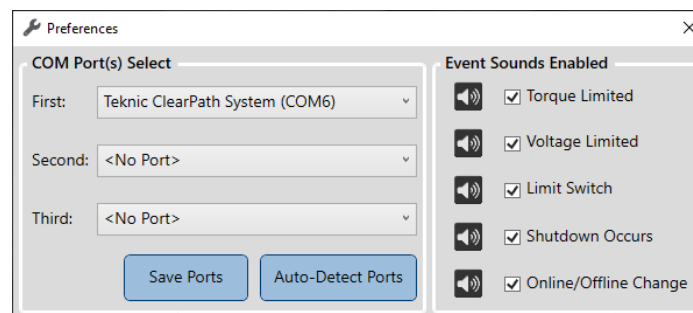 Preferences
COM Port(s) Select
First:
Teknic ClearPath System (COM6)
Second:
<No Port>
Third:
<No Port>
Save Ports
Auto-Detect Ports
Event Sounds Enabled
Torque Limited
Voltage Limited
Limit Switch
Shutdown Occurs
Online/Offline Change